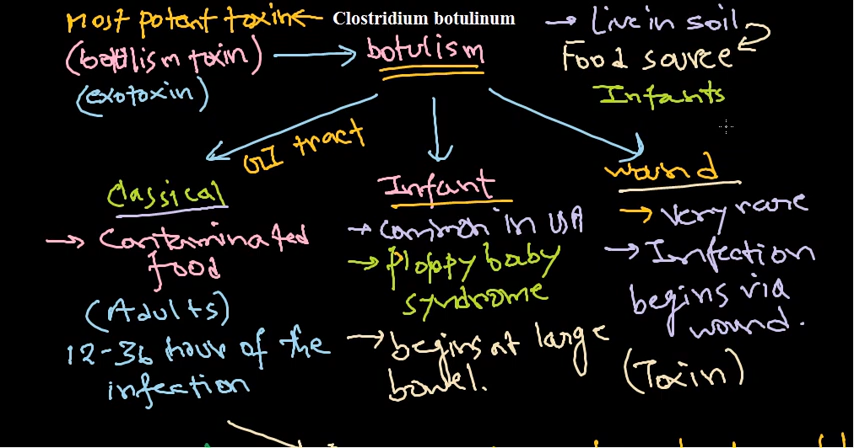 Most potent toxin ← Clostridium botulinum → Live in soil
(botulism toxin) → botulism Food source
(exotoxin) Infants
GI tract
Classical
→ Contaminated
food
(Adults)
12-36 hour of the
infection
Infant
→ Common in USA
→ Floppy baby
syndrome
→ begins at large
bowel.
wound
→ Very rare
→ Infection
begins via
wound.
(Toxin)